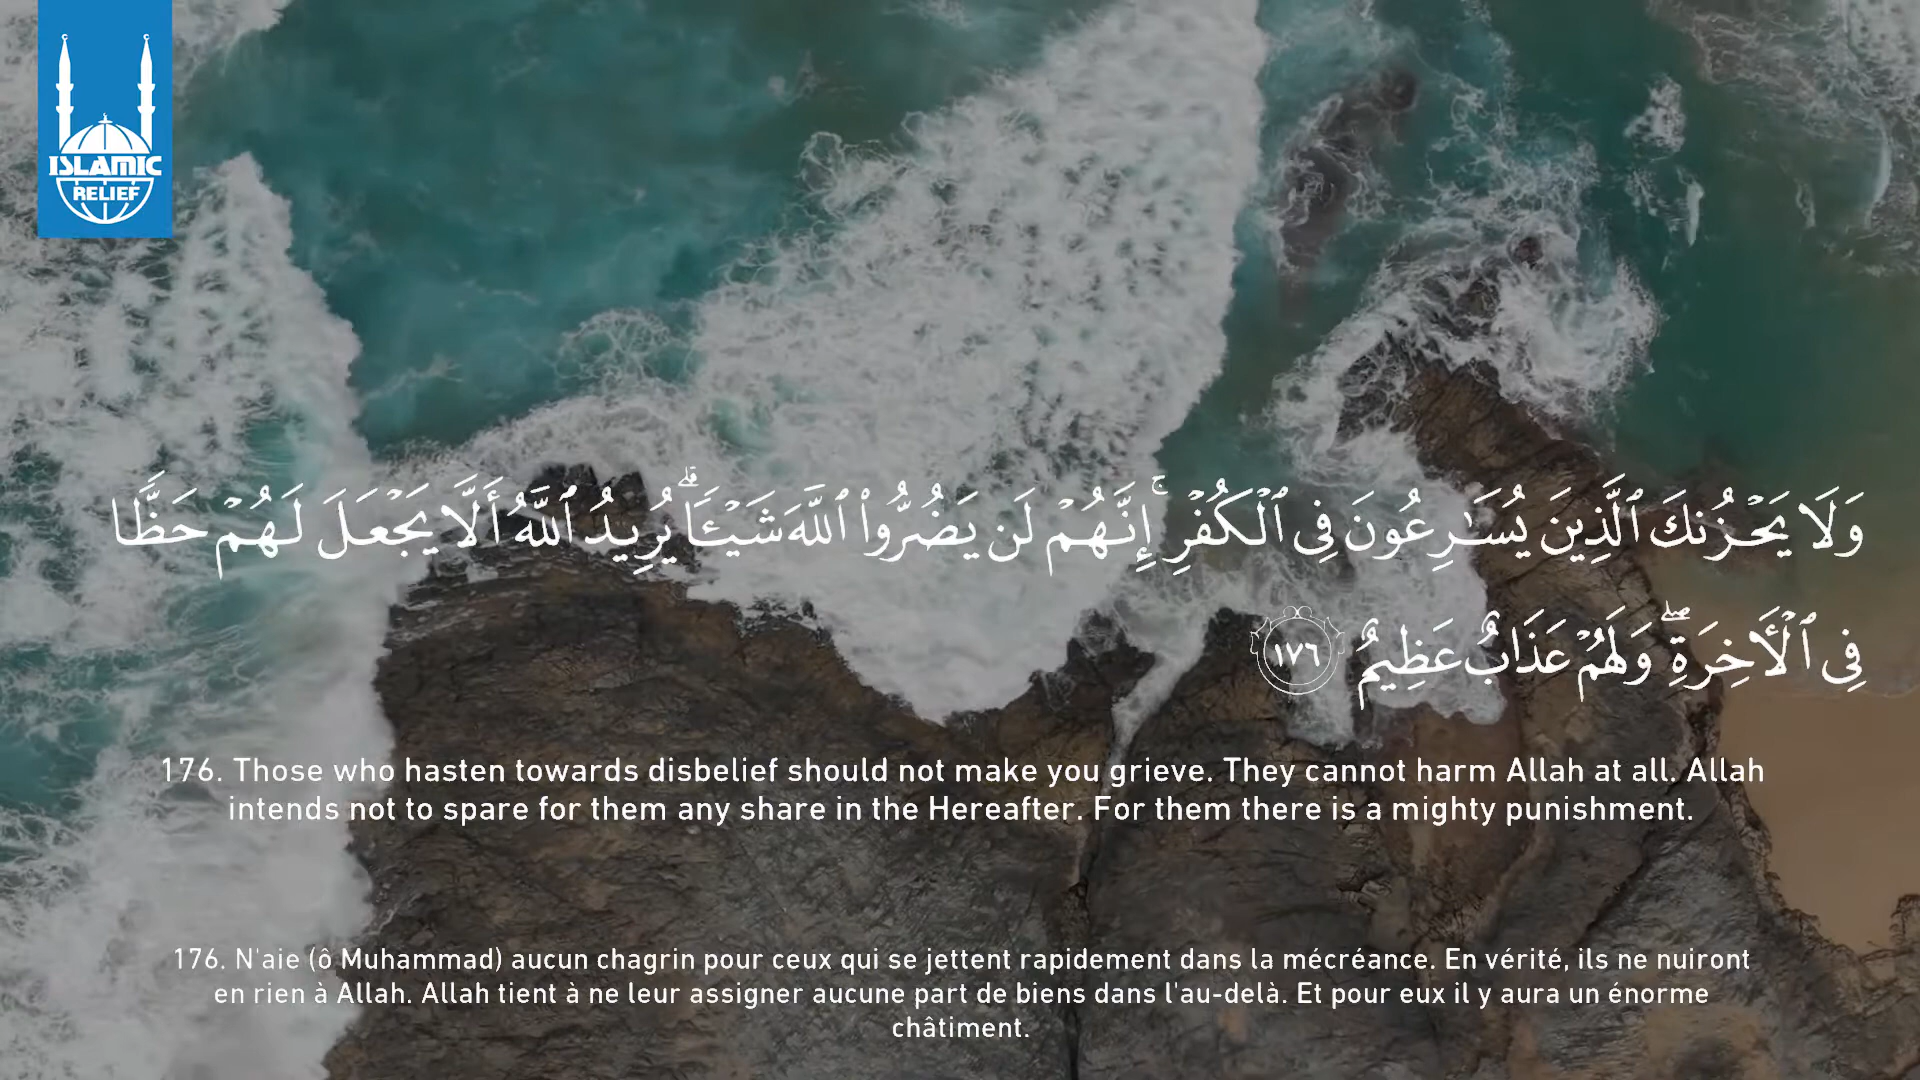 ISLAMIC
RELIEF
وَلَا يَحْزُنكَ ٱلَّذِينَ يُسَـٰرِعُونَ فِى ٱلْكُفْرِ ۚ إِنَّهُمْ لَن يَضُرُّوا۟ ٱللَّهَ شَيْـًٔا ۗ يُرِيدُ ٱللَّهُ أَلَّا يَجْعَلَ لَهُمْ حَظًّا
فِى ٱلْـَٔاخِرَةِ ۖ وَلَهُمْ عَذَابٌ عَظِيمٌ ١٧٦
176. Those who hasten towards disbelief should not make you grieve. They cannot harm Allah at all. Allah
intends not to spare for them any share in the Hereafter. For them there is a mighty punishment.
176. N'aie (ô Muhammad) aucun chagrin pour ceux qui se jettent rapidement dans la mécréance. En vérité, ils ne nuiront
en rien à Allah. Allah tient à ne leur assigner aucune part de biens dans l'au-delà. Et pour eux il y aura un énorme
châtiment.